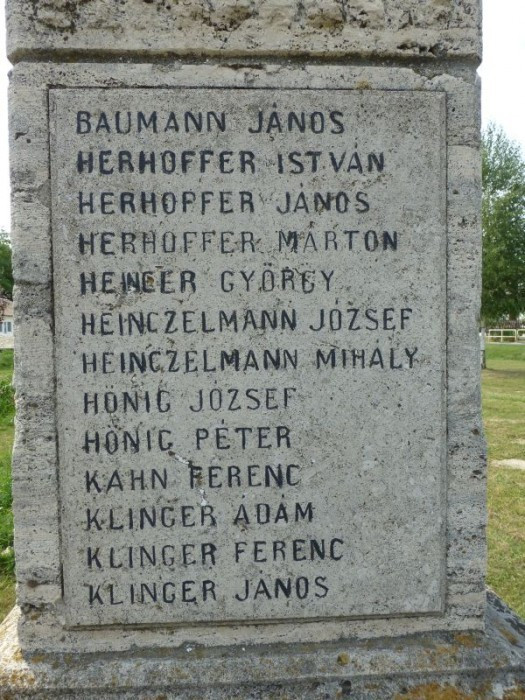 BAUMANN JÁNOS
HERHOFFER ISTVÁN
HERHOFFER JÁNOS
HERHOFFER MÁRTON
HEINCER GYÖRGY
HEINCZELMANN JÓZSEF
HEINCZELMANN MIHÁLY
HÖNIG JÓZSEF
HÖNIG PÉTER
KAHN FERENC
KLINGER ÁDÁM
KLINGER FERENC
KLINGER JÁNOS